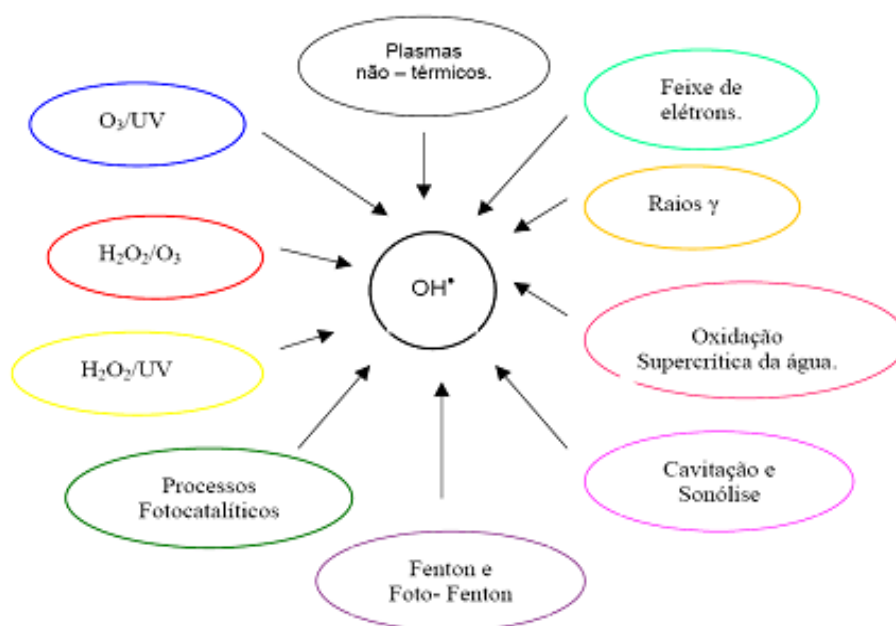 Plasmas
não – térmicos.
Feixe de
elétrons.
O₃/UV
Raios γ
H₂O₂/O₃
OH•
Oxidação
Supercrítica da água.
H₂O₂/UV
Cavitação e
Sonólise
Processos
Fotocatalíticos
Fenton e
Foto- Fenton